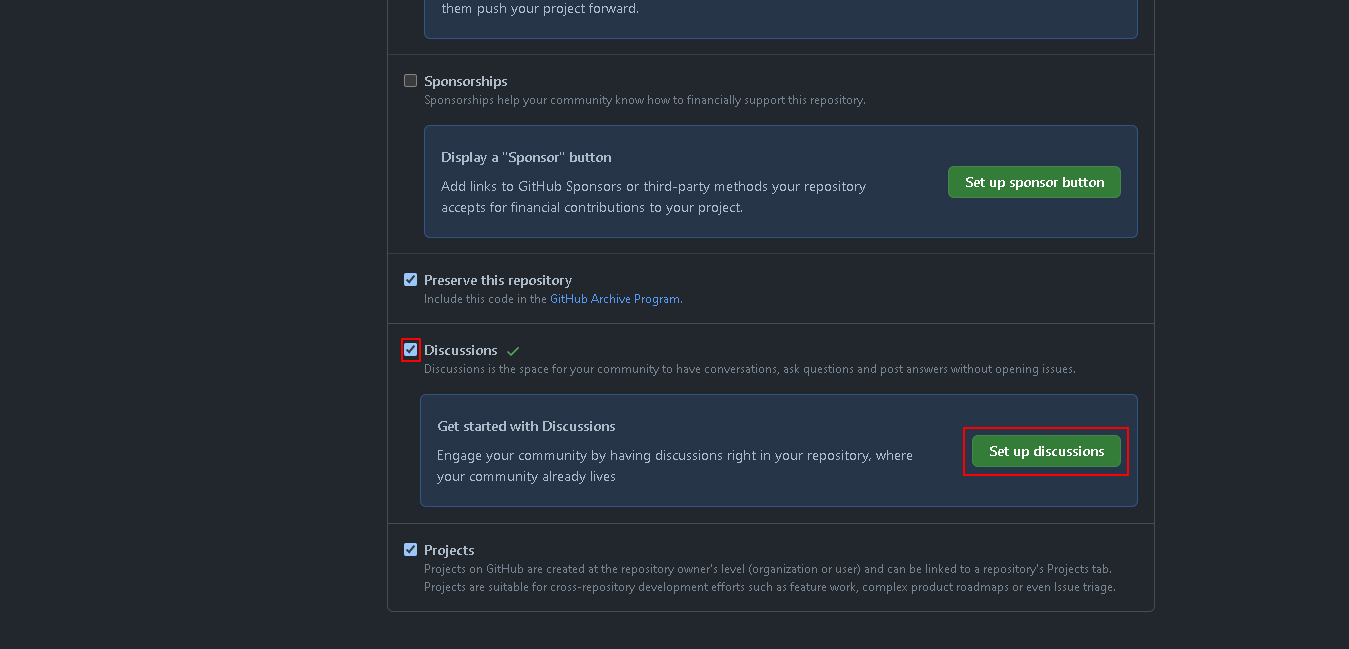 them push your project forward.
Sponsorships
Sponsorships help your community know how to financially support this repository.
Display a "Sponsor" button
Add links to GitHub Sponsors or third-party methods your repository
accepts for financial contributions to your project.
Set up sponsor button
Preserve this repository
Include this code in the GitHub Archive Program.
Discussions
Discussions is the space for your community to have conversations, ask questions and post answers without opening issues.
Get started with Discussions
Engage your community by having discussions right in your repository, where
your community already lives
Set up discussions
Projects
Projects on GitHub are created at the repository owner's level (organization or user) and can be linked to a repository's Projects tab.
Projects are suitable for cross-repository development efforts such as feature work, complex product roadmaps or even Issue triage.